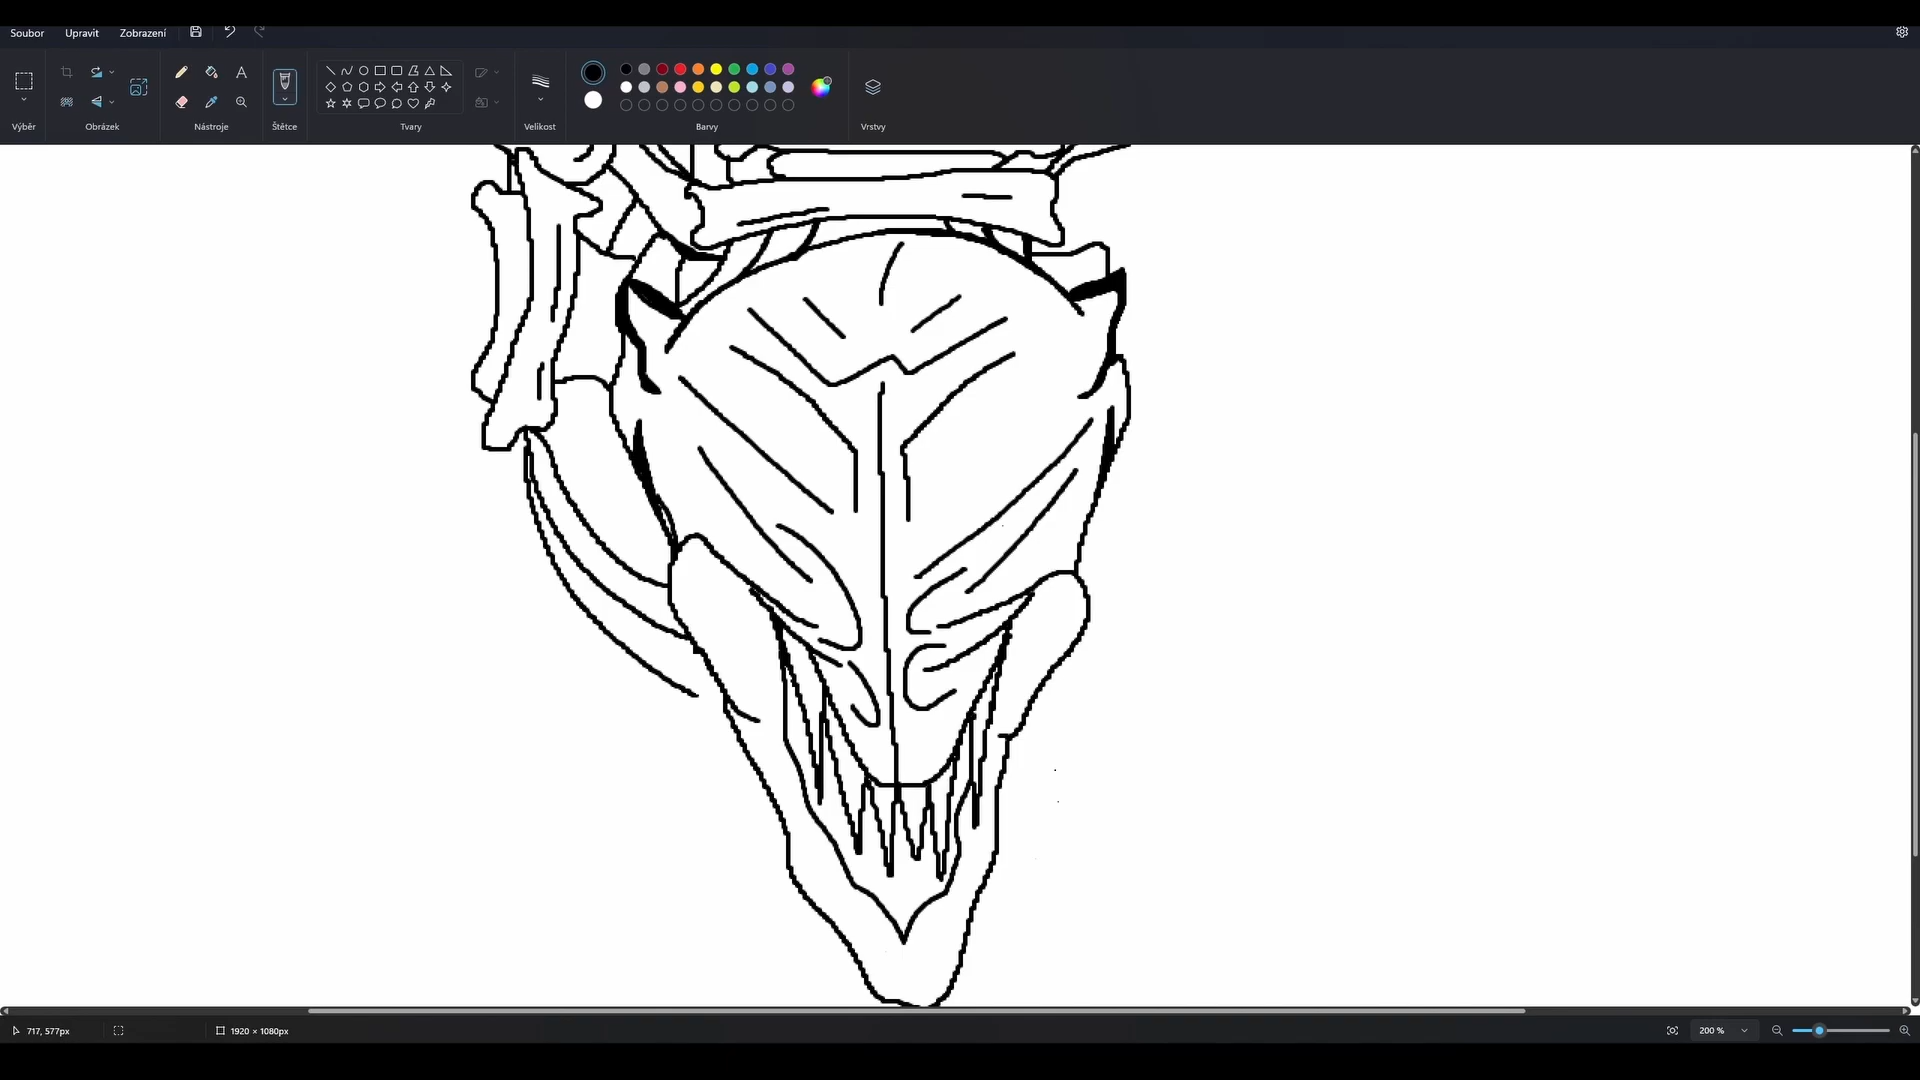 Soubor Upravit Zobrazení
Výběr Obrázek Nástroje Štětce Tvary Velikost Barvy Vrstvy
717, 577px 1920 × 1080px 200 %